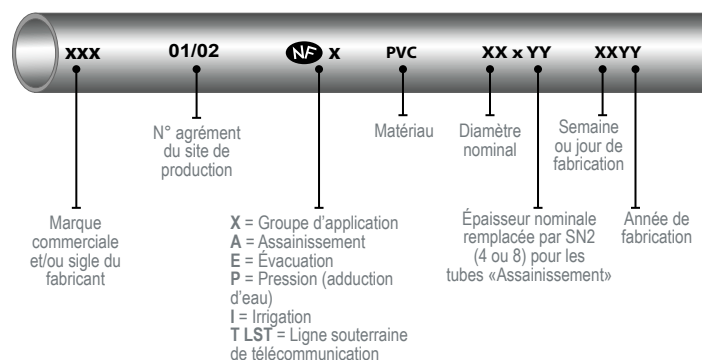 xxx 01/02 NF x PVC XX x YY XXYY
N° agrément
du site de
production
Matériau
Diamètre
nominal
Semaine
ou jour de
fabrication
Marque
commerciale
et/ou sigle du
fabricant
X = Groupe d'application
A = Assainissement
E = Évacuation
P = Pression (adduction
d'eau)
I = Irrigation
T LST = Ligne souterraine
de télécommunication
Épaisseur nominale
remplacée par SN2
(4 ou 8) pour les
tubes «Assainissement»
Année de
fabrication